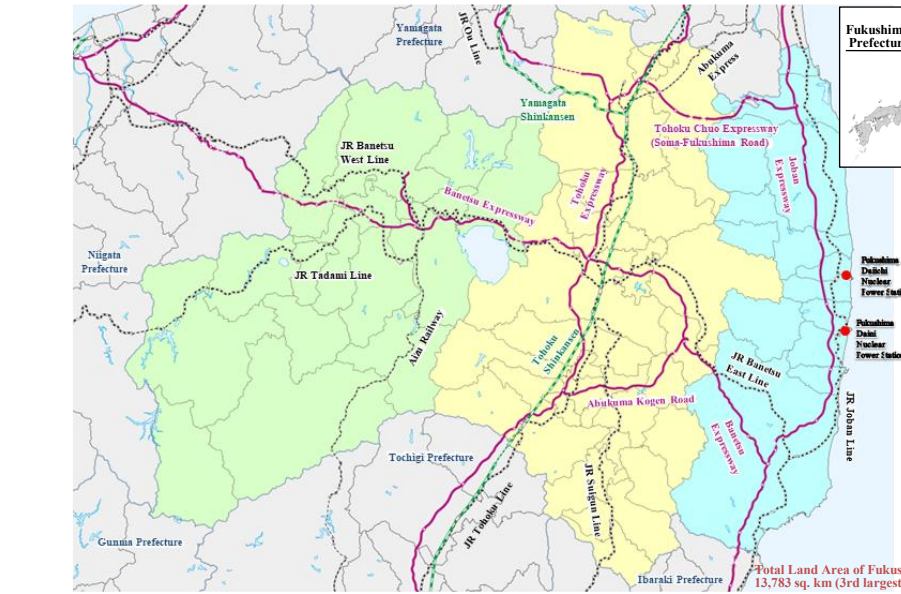 Yamagata
Prefecture
JR Ou Line
Abukuma
Express
Fukushim
Prefectur
Yamagata
Shinkansen
Tohoku Chuo Expressway
(Soma-Fukushima Road)
JR Banetsu
West Line
Banetsu Expressway
Tohoku
Expressway
Joban
Expressway
Niigata
Prefecture
JR Tadami Line
Fukushima
Daiichi
Nuclear
Power Stati
Aizu Railway
Tohoku
Shinkansen
Fukushima
Daini
Nuclear
Power Station
JR Banetsu
East Line
Abukuma Kogen Road
Banetsu
Expressway
JR Joban Line
Tochigi Prefecture
JR Tohoku Line
JR Suigun Line
Gunma Prefecture
Ibaraki Prefecture
Total Land Area of Fukus
13,783 sq. km (3rd largest